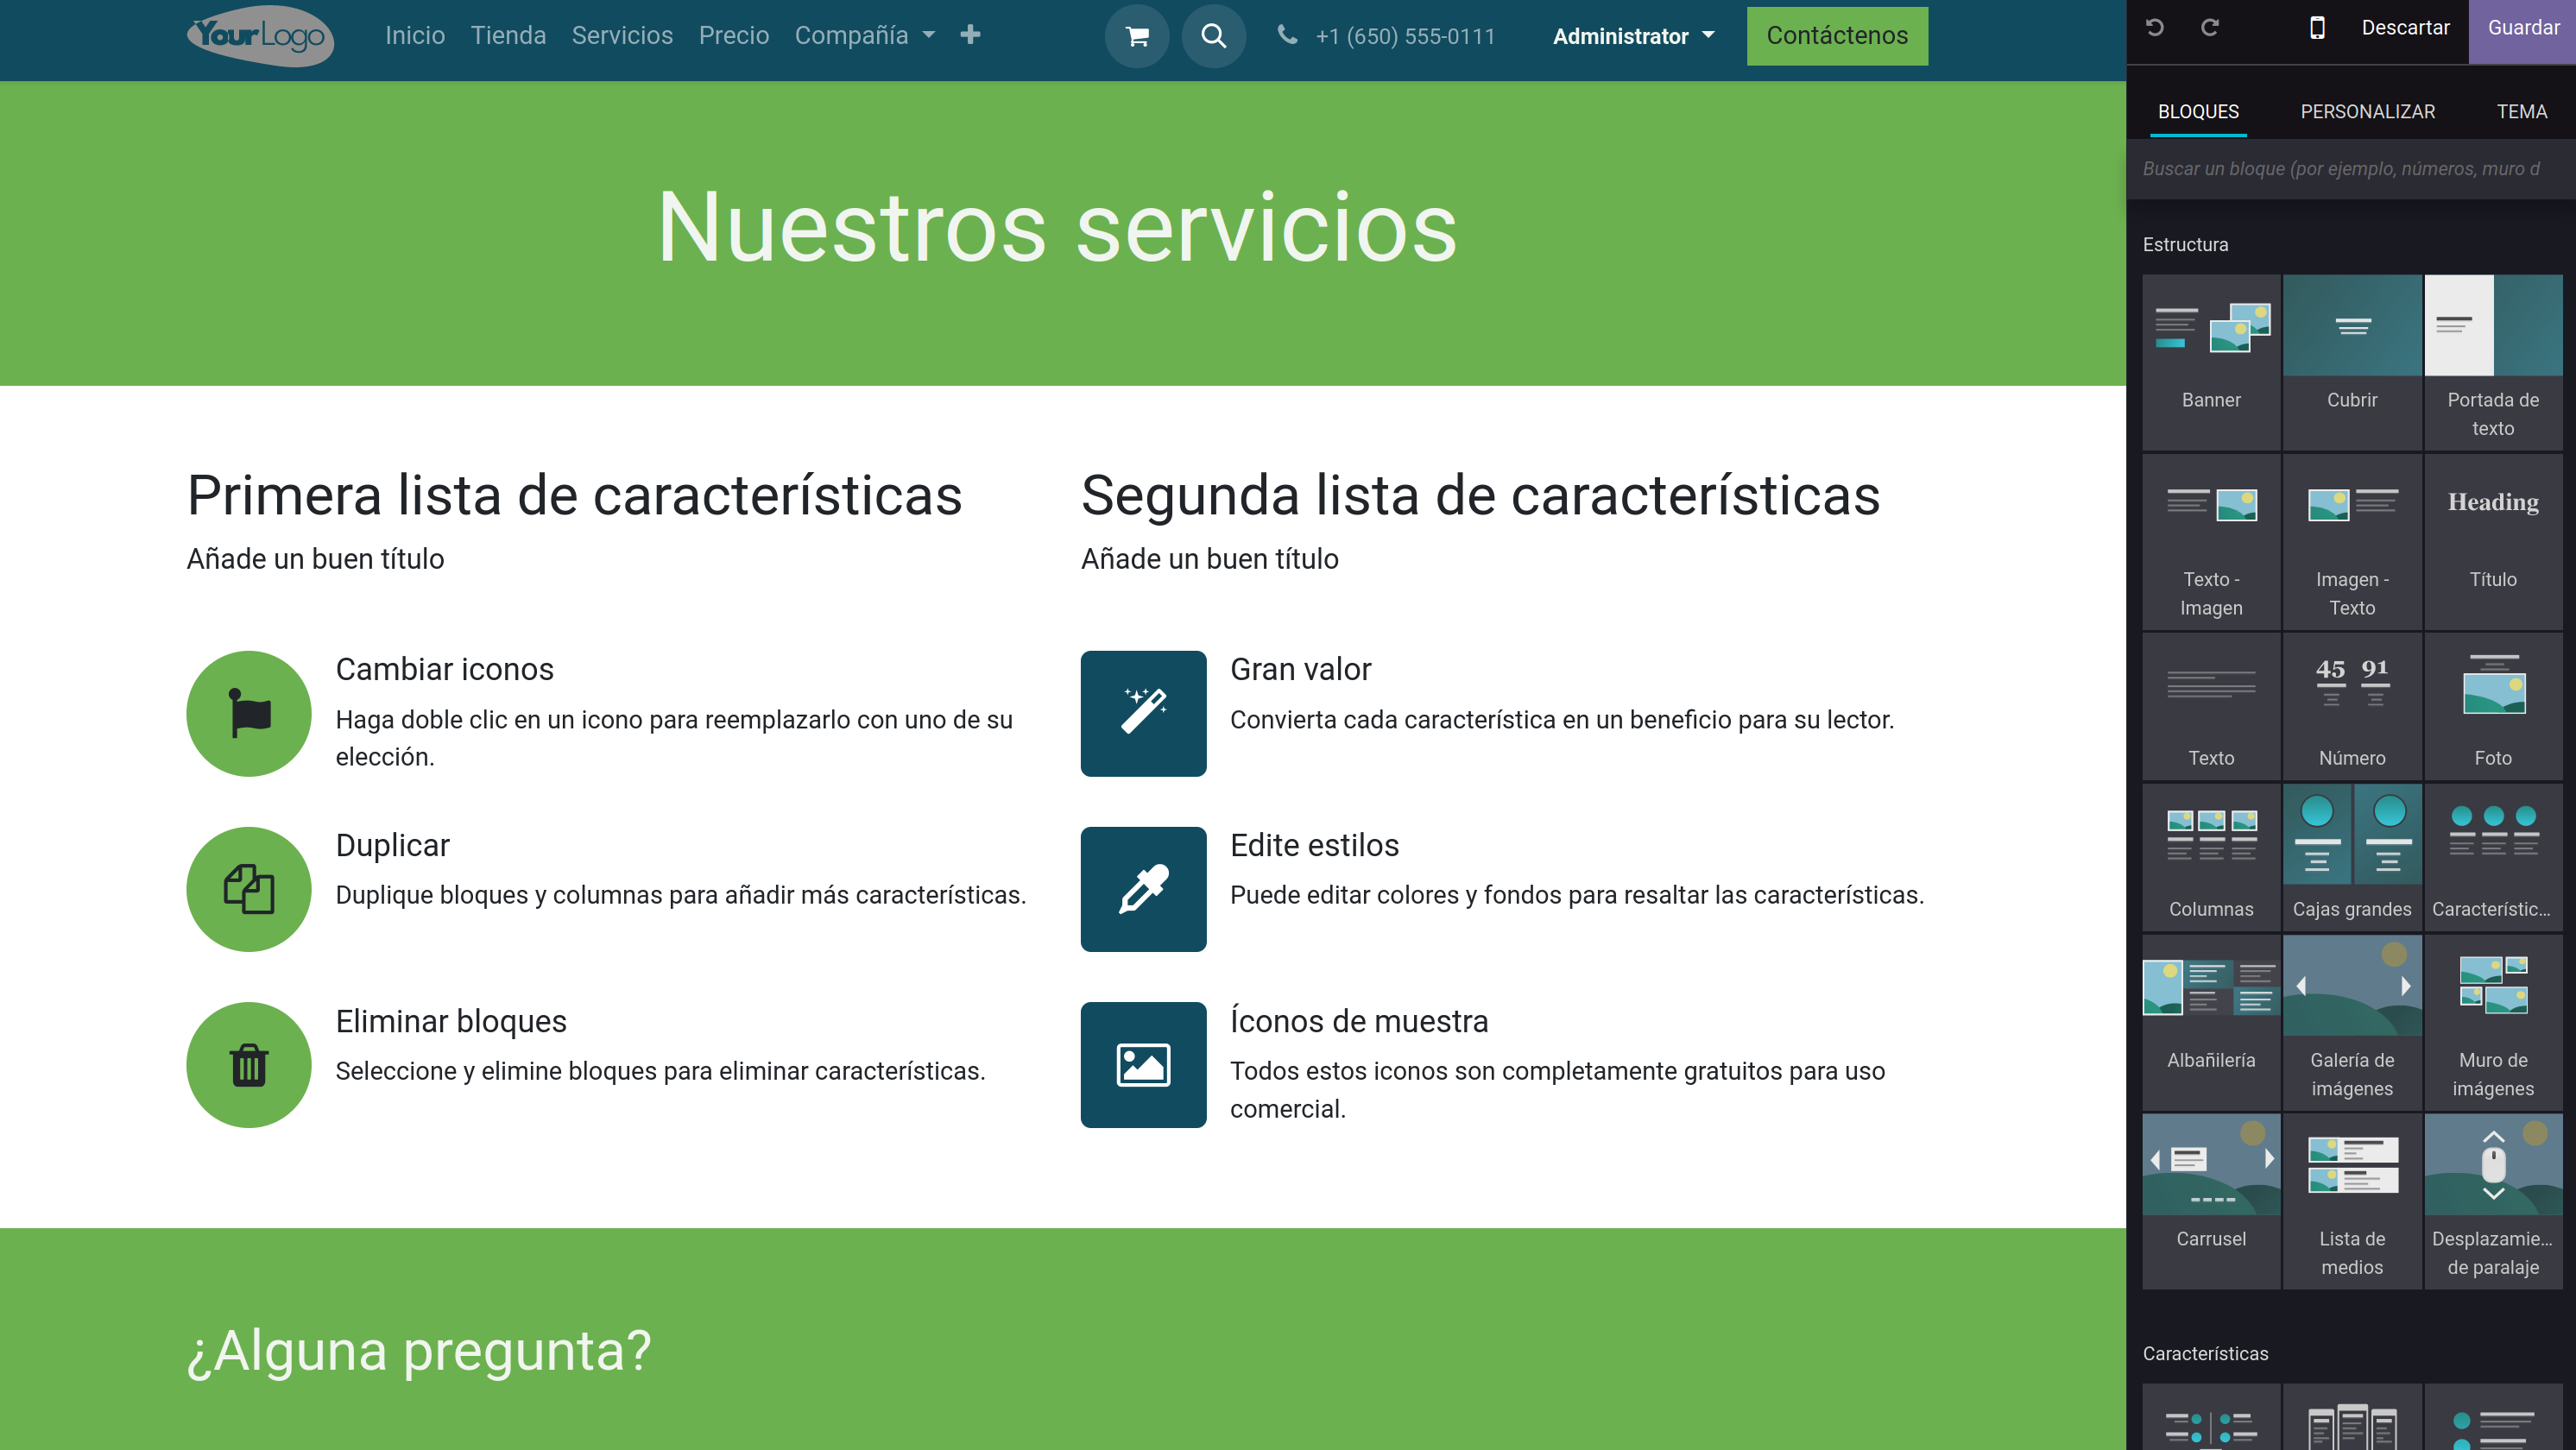 YourLogo
Inicio Tienda Servicios Precio Compañía
+1 (650) 555-0111 Administrator Contáctenos
Nuestros servicios
Primera lista de características
Añade un buen título
Cambiar iconos
Haga doble clic en un icono para reemplazarlo con uno de su
elección.
Duplicar
Duplique bloques y columnas para añadir más características.
Eliminar bloques
Seleccione y elimine bloques para eliminar características.
Segunda lista de características
Añade un buen título
Gran valor
Convierta cada característica en un beneficio para su lector.
Edite estilos
Puede editar colores y fondos para resaltar las características.
Íconos de muestra
Todos estos iconos son completamente gratuitos para uso
comercial.
¿Alguna pregunta?
Descartar Guardar
BLOQUES PERSONALIZAR TEMA
Buscar un bloque (por ejemplo, números, muro d
Estructura
Banner
Cubrir
Portada de
texto
Texto -
Imagen
Imagen -
Texto
Heading
Título
Texto
45 91
Número
Foto
Columnas
Cajas grandes
Característic...
Albañilería
Galería de
imágenes
Muro de
imágenes
Carrusel
Lista de
medios
Desplazamie...
de paralaje
Características